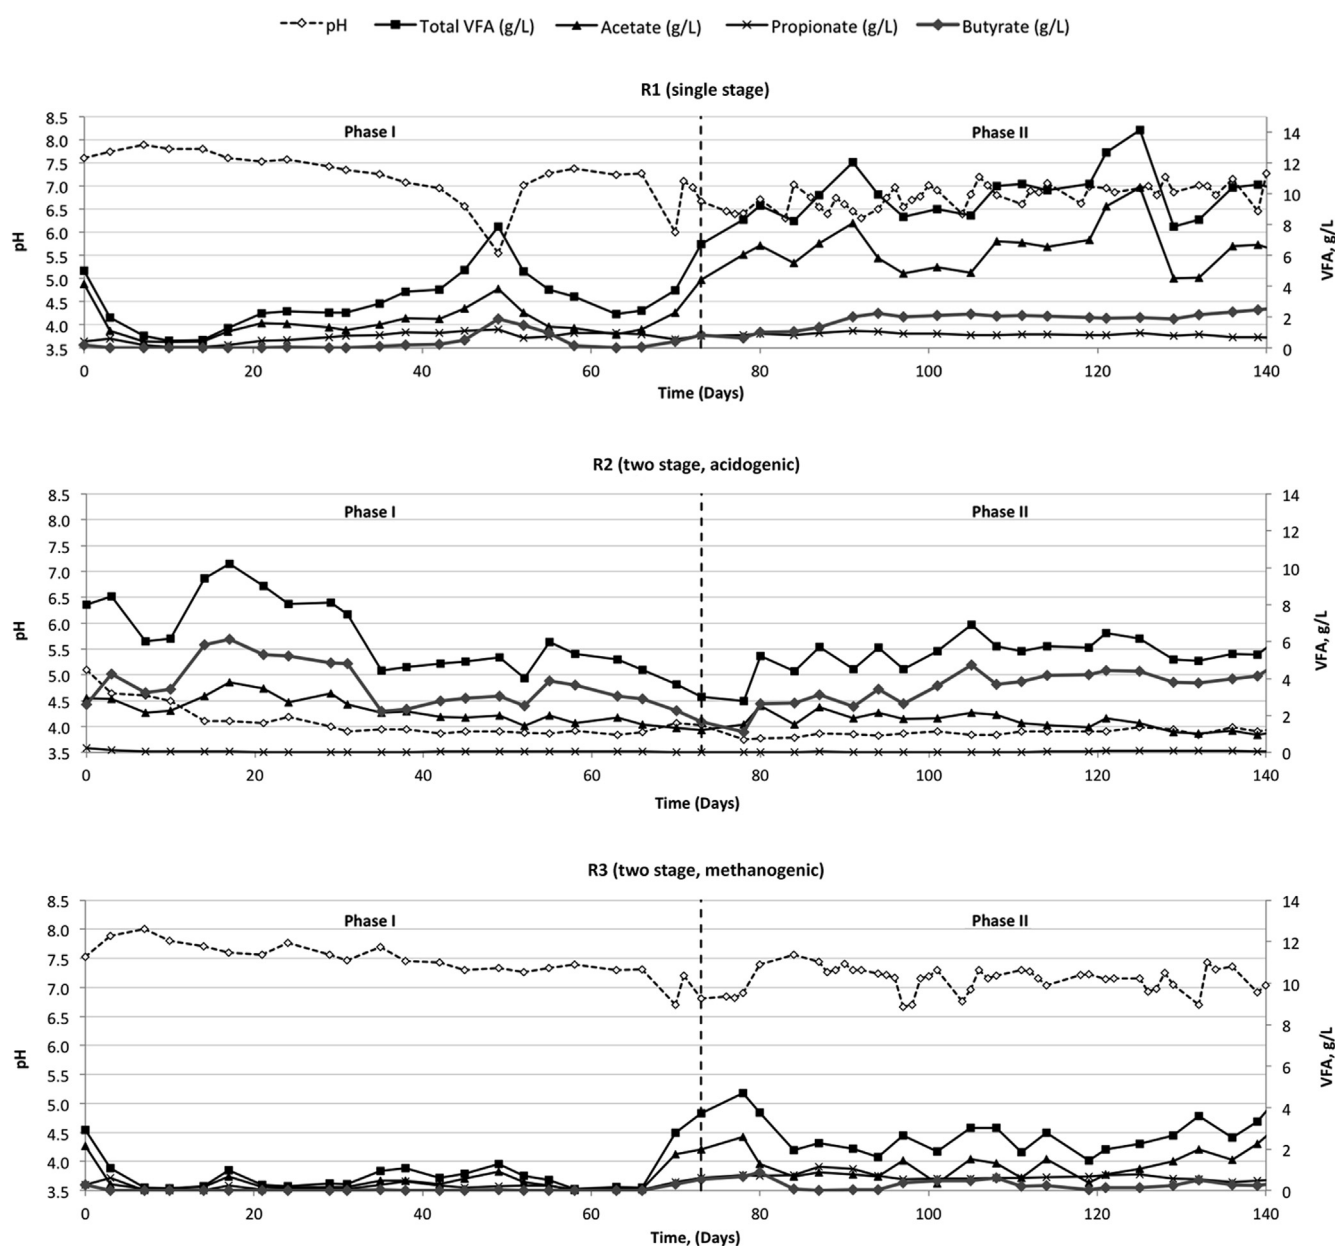 pH Total VFA (g/L) Acetate (g/L) Propionate (g/L) Butyrate (g/L)
R1 (single stage)
Phase I Phase II
8.5
8.0 14
7.5 12
7.0 10
6.5
6.0 8
5.5 6
5.0
4.5 4
4.0 2
3.5 0
pH
VFA, g/L
0 20 40 60 80 100 120 140
Time (Days)
R2 (two stage, acidogenic)
Phase I Phase II
8.5 14
8.0 12
7.5
7.0 10
6.5 8
6.0
5.5 6
5.0 4
4.5
4.0 2
3.5 0
pH
VFA, g/L
0 20 40 60 80 100 120 140
Time (Days)
R3 (two stage, methanogenic)
Phase I Phase II
8.5 14
8.0 12
7.5
7.0 10
6.5 8
6.0
5.5 6
5.0 4
4.5
4.0 2
3.5 0
pH
VFA, g/L
0 20 40 60 80 100 120 140
Time, (Days)